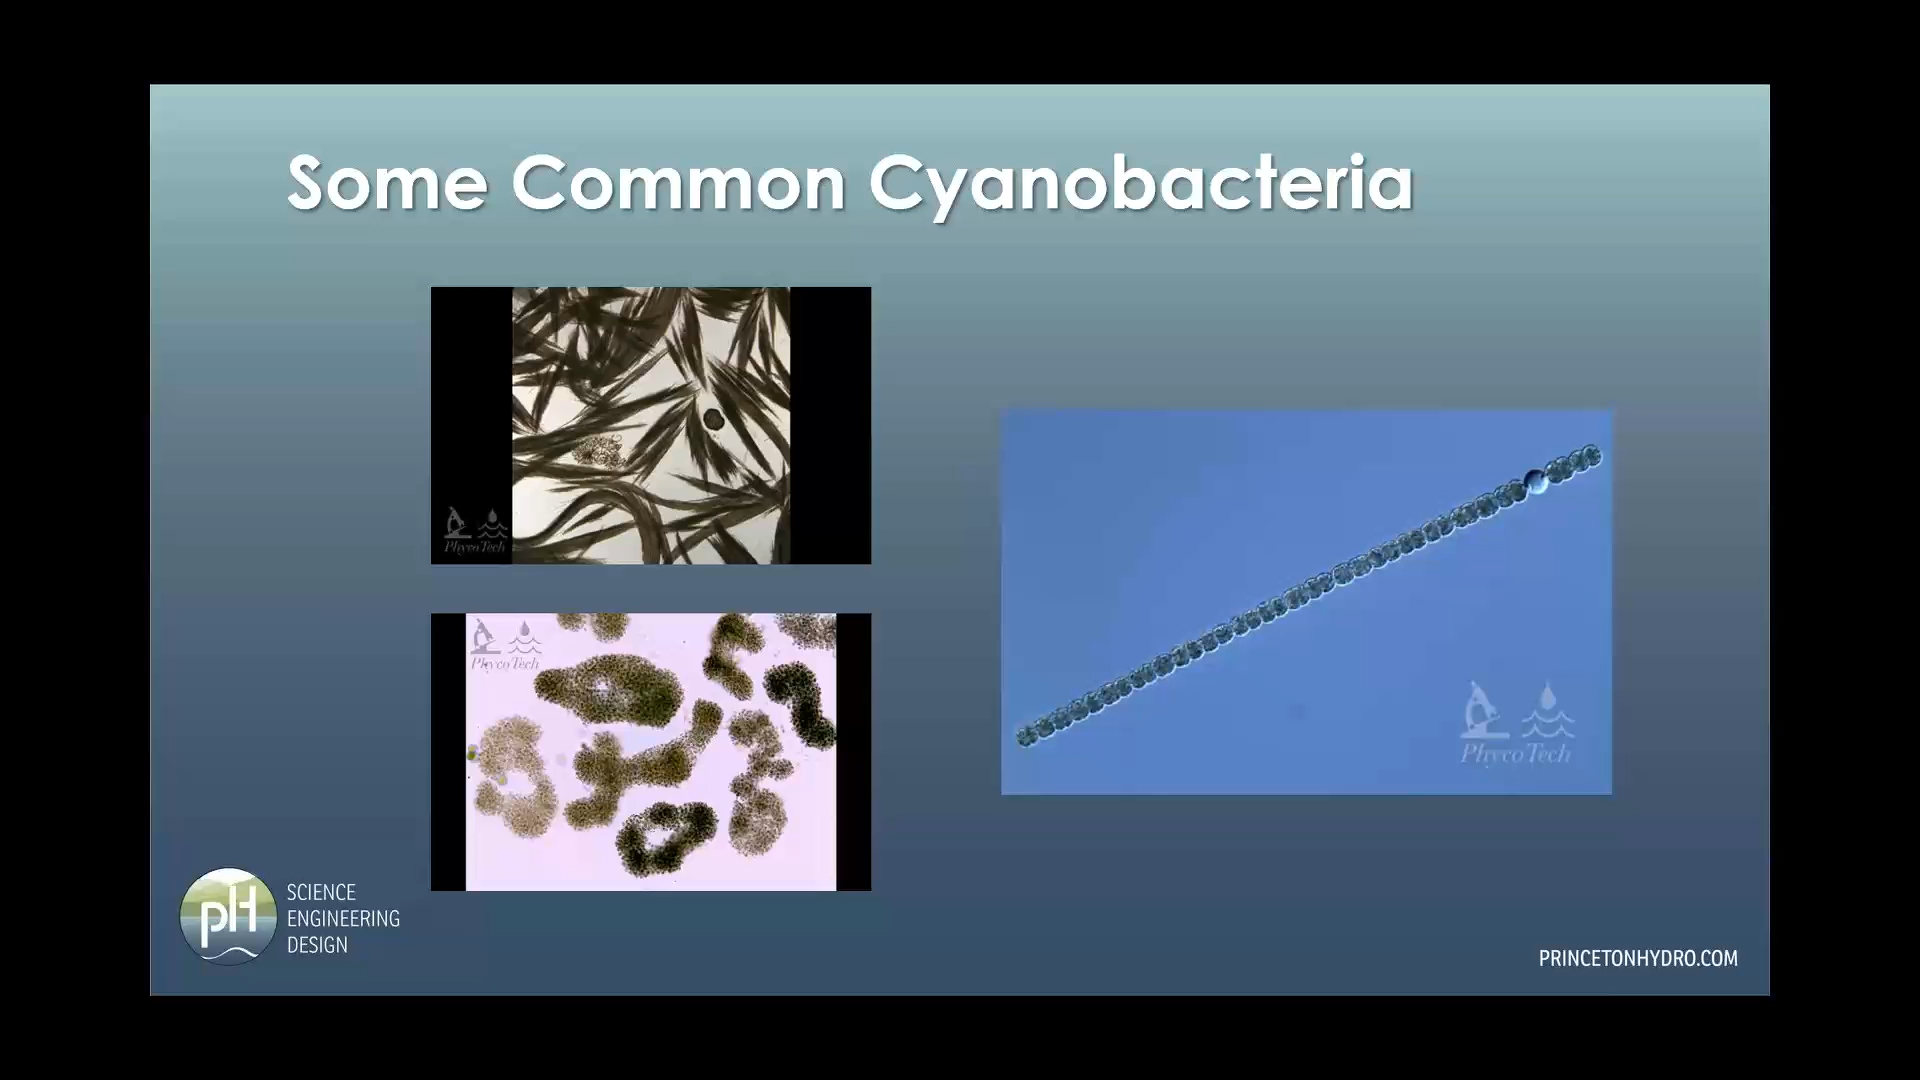 Some Common Cyanobacteria
PhycoTech
PhycoTech
PhycoTech
pH
SCIENCE
ENGINEERING
DESIGN
PRINCETONHYDRO.COM